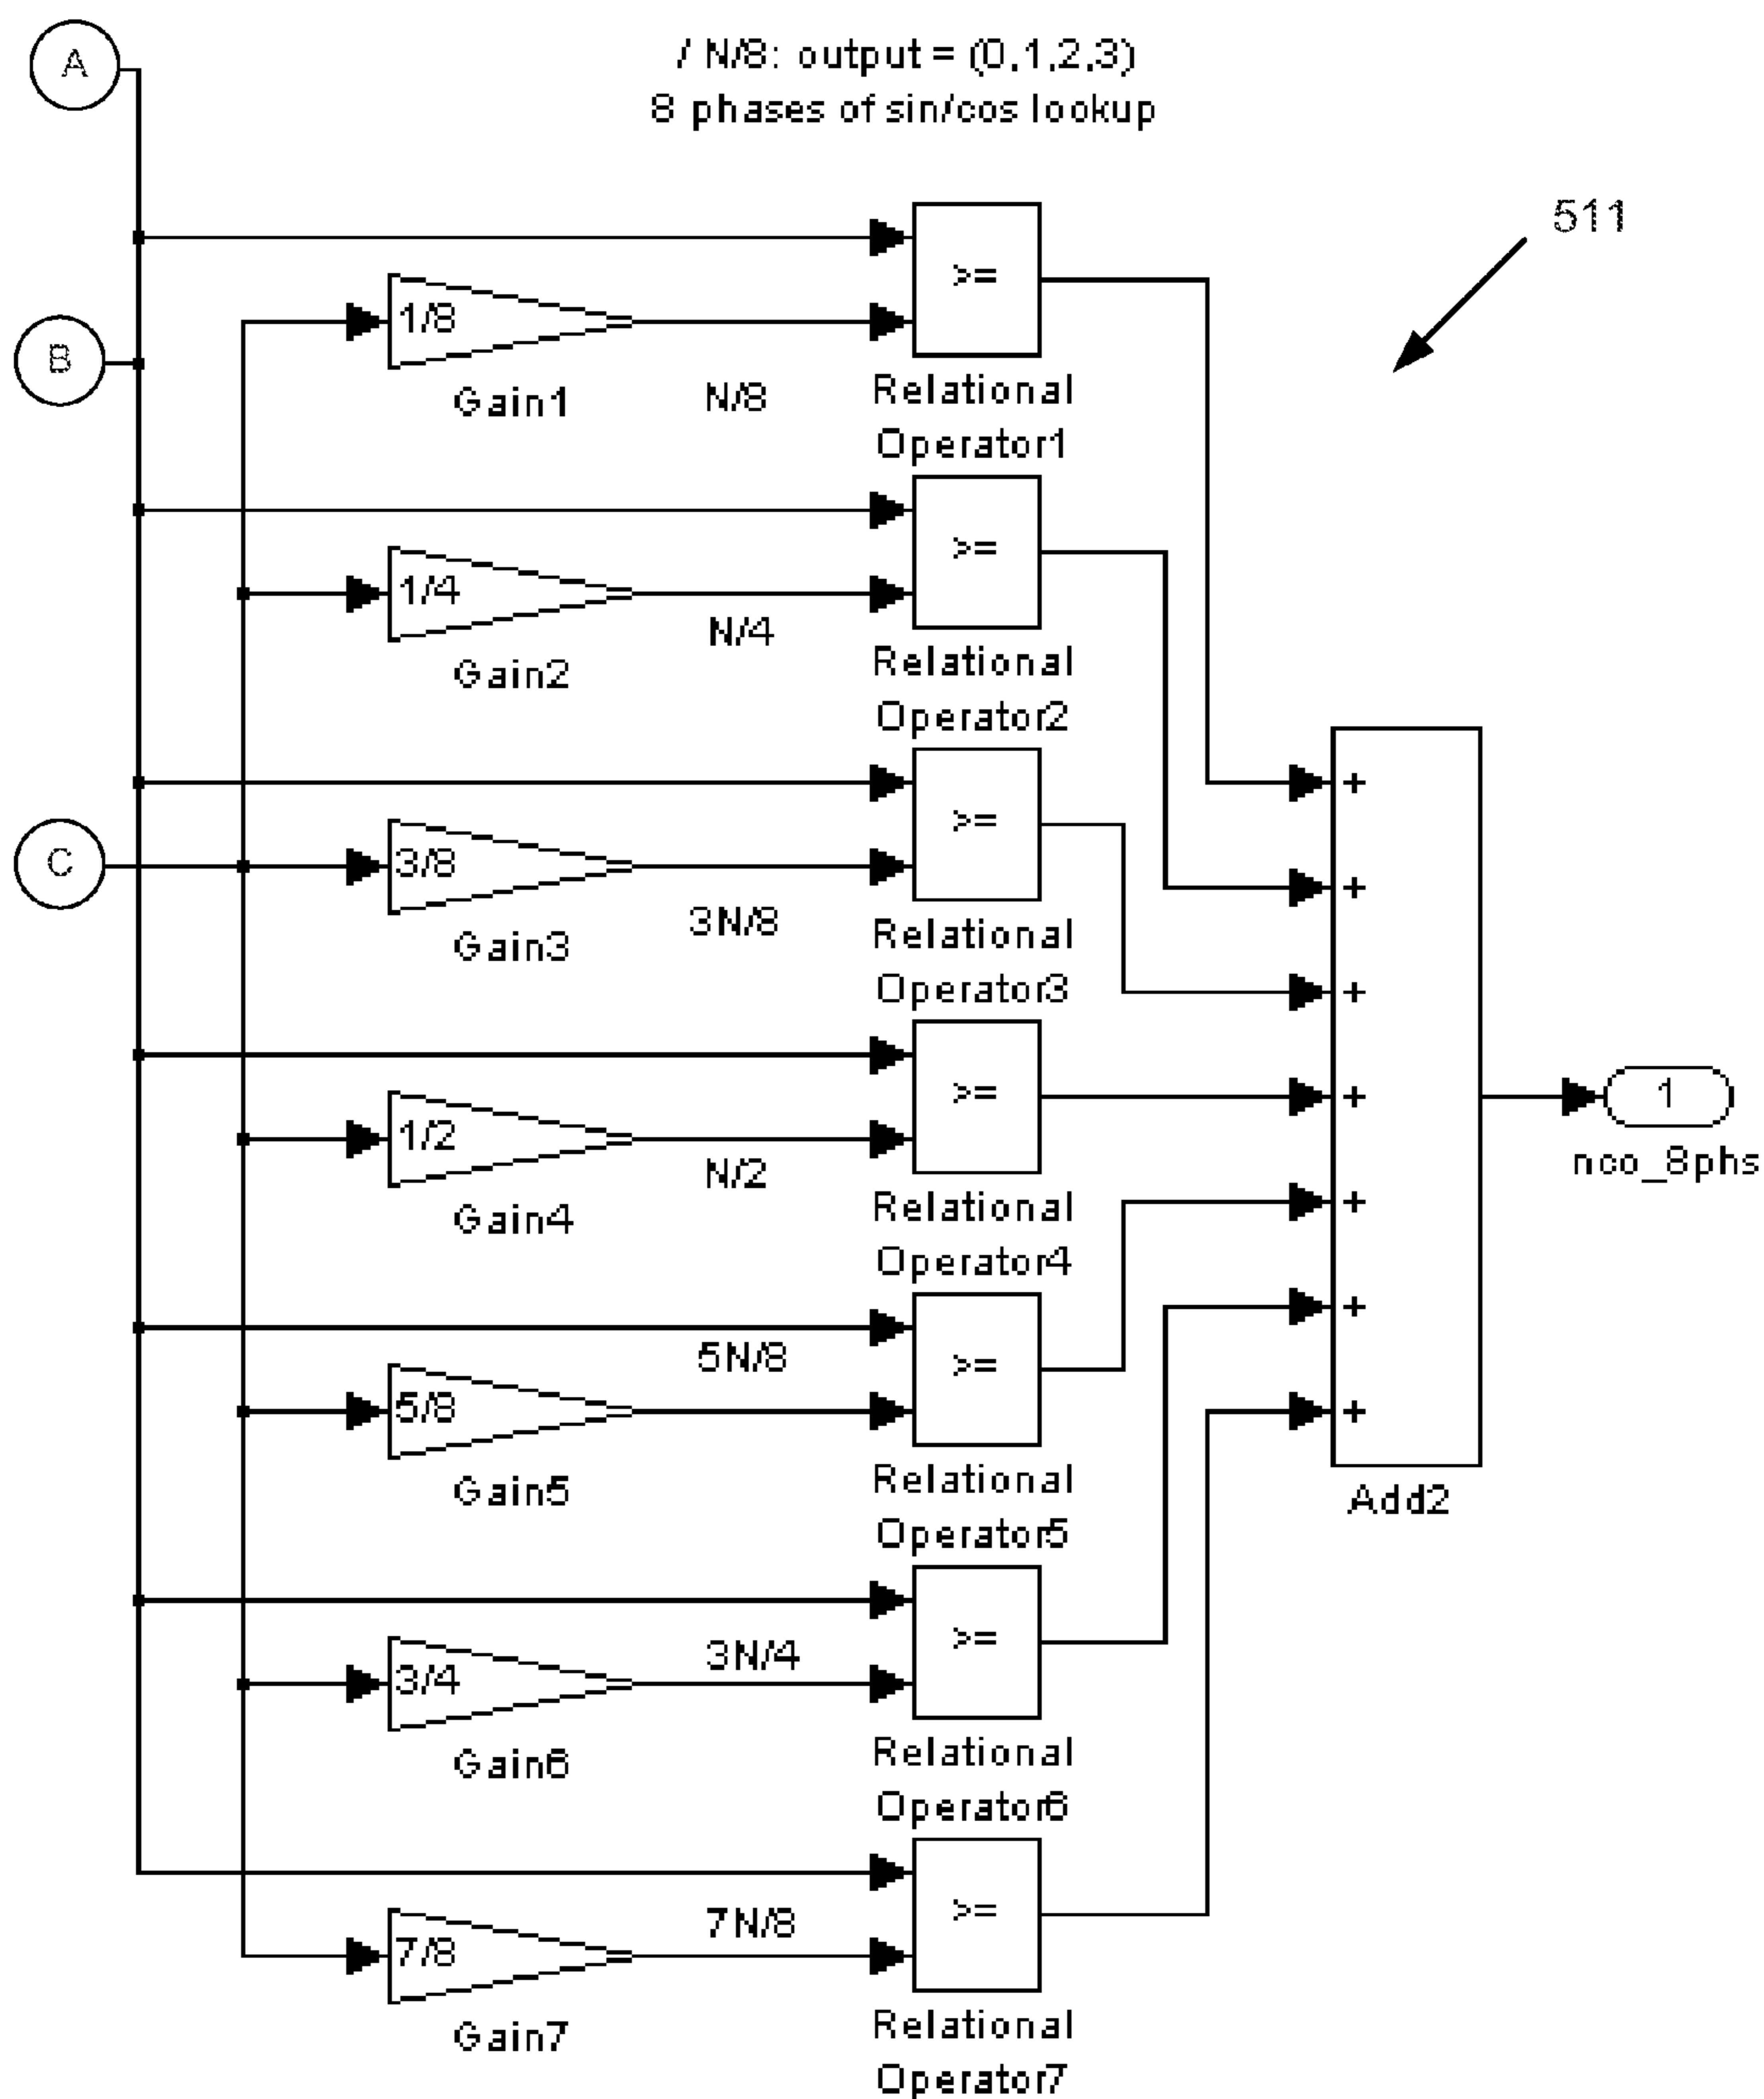 A
/ N/8: output = (0,1,2,3)
8 phases of sin/cos lookup
511
>=
1/8
B
Gain1
N/8
Relational
Operator1
>=
1/4
N/4
Gain2
Relational
Operator2
+
>=
C
3/8
+
3N/8
Gain3
Relational
Operator3
+
>=
+
1
1/2
N/2
nco_8phs
Gain4
Relational
Operator4
+
+
5N/8
>=
5/8
+
Gain5
Relational
Operator5
Add2
>=
3N/4
3/4
Gain6
Relational
Operator6
>=
7N/8
7/8
Gain7
Relational
Operator7